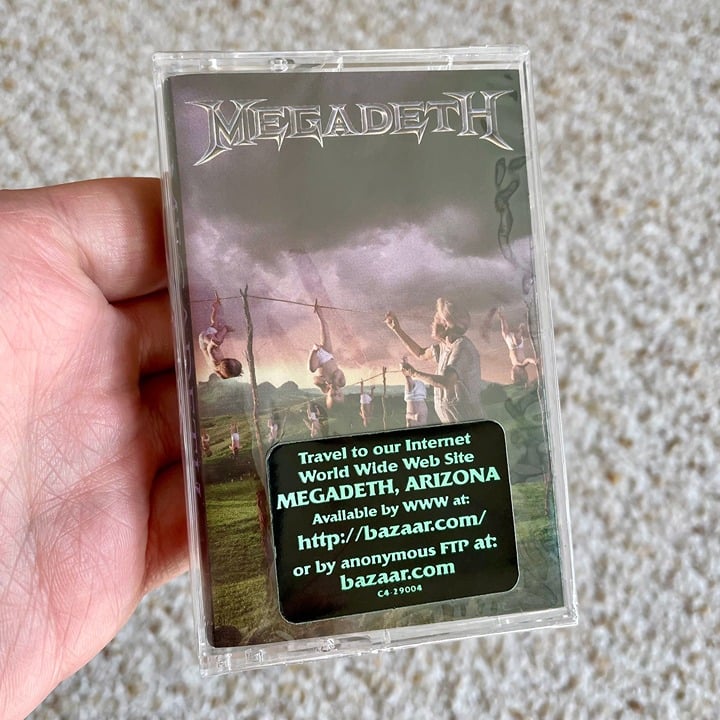 MEGADETH
Travel to our Internet
World Wide Web Site
MEGADETH, ARIZONA
Available by WWW at:
http://bazaar.com/
or by anonymous FTP at:
bazaar.com
C4 29004